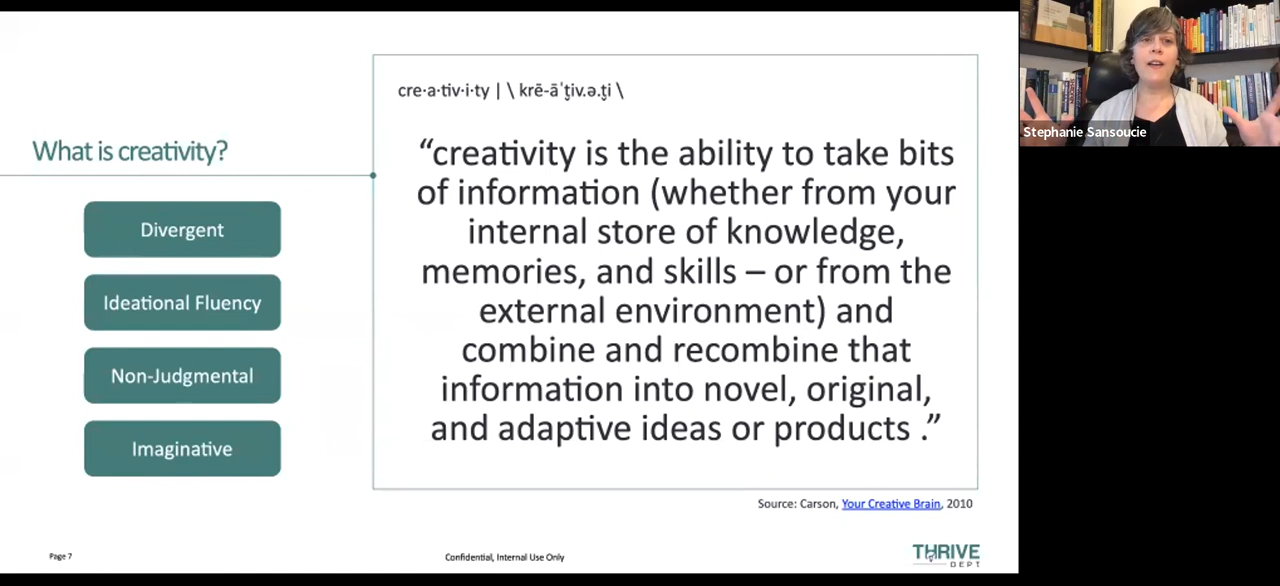 What is creativity?
Divergent
Ideational Fluency
Non-Judgmental
Imaginative
cre·a·tiv·i·ty | \ krē-āˈt̬iv.ə.t̬i \
“creativity is the ability to take bits
of information (whether from your
internal store of knowledge,
memories, and skills – or from the
external environment) and
combine and recombine that
information into novel, original,
and adaptive ideas or products .”
Source: Carson, Your Creative Brain, 2010
Page 7
Confidential, Internal Use Only
THRIVE
DEPT
Stephanie Sansoucie